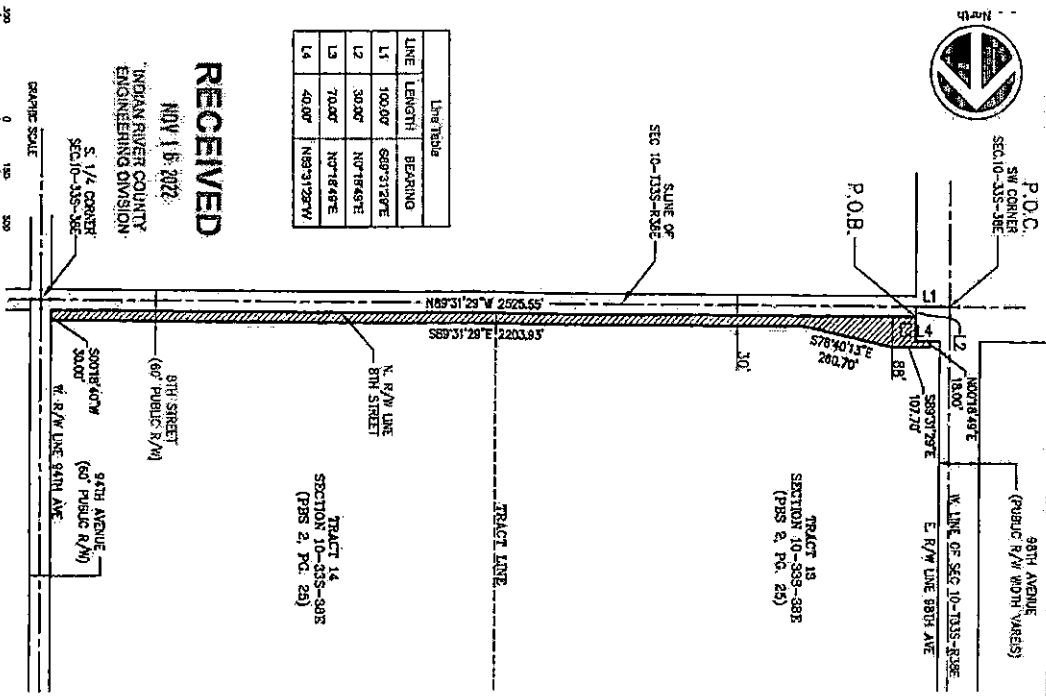 North
P.O.C.
SW CORNER
SEC.10-33S-38E
P.O.B.
L1
L2
L4
98TH AVENUE
(PUBLIC R/W WIDTH VAREIS)
W. LINE OF SEC 10-T33S-R38E
E. R/W LINE 98TH AVE
N00°18'49"E
18.00'
S89°31'29"E
107.70'
88'
S76°40'13"E
260.70'
30'
S.LINE OF
SEC 10-T33S-R38E
N89°31'29"W 2525.55'
S89°31'29"E 2203.93'
TRACT 13
SECTION 10-33S-38E
(PBS 2, PG. 25)
TRACT LINE
TRACT 14
SECTION 10-33S-38E
(PBS 2, PG. 25)
N. R/W LINE
8TH STREET
8TH STREET
(60' PUBLIC R/W)
S00°18'40"W
30.00'
W. R/W LINE 94TH AVE
94TH AVENUE
(60' PUBLIC R/W)
Line Table
LINE LENGTH BEARING
L1 100.00' S89°31'29"E
L2 30.00' N0°18'49"E
L3 70.00' N0°18'49"E
L4 40.00' N89°31'29"W
RECEIVED
NOV 16 2022
INDIAN RIVER COUNTY
ENGINEERING DIVISION
S. 1/4 CORNER
SEC.10-33S-38E
GRAPHIC SCALE
300 0 150 300